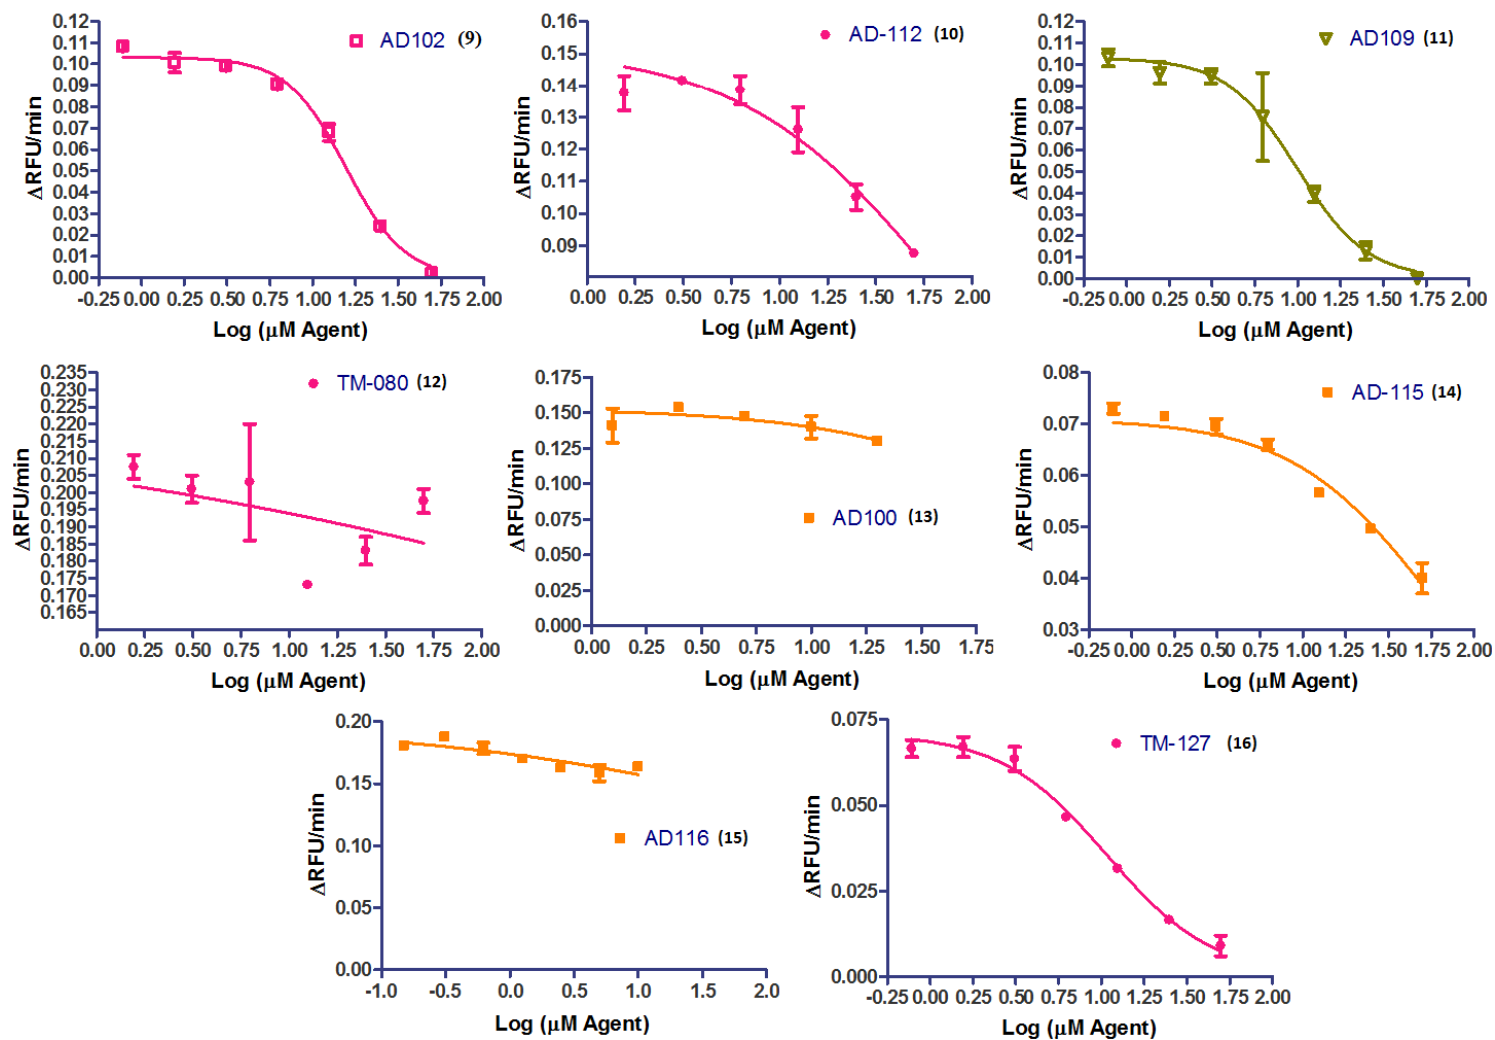 AD102 (9)
ΔRFU/min
0.12
0.11
0.10
0.09
0.08
0.07
0.06
0.05
0.04
0.03
0.02
0.01
0.00
-0.25 0.00 0.25 0.50 0.75 1.00 1.25 1.50 1.75 2.00
Log (μM Agent)
AD-112 (10)
ΔRFU/min
0.16
0.15
0.14
0.13
0.12
0.11
0.10
0.09
0.00 0.25 0.50 0.75 1.00 1.25 1.50 1.75 2.00
Log (μM Agent)
AD109 (11)
ΔRFU/min
0.12
0.11
0.10
0.09
0.08
0.07
0.06
0.05
0.04
0.03
0.02
0.01
0.00
-0.25 0.00 0.25 0.50 0.75 1.00 1.25 1.50 1.75 2.00
Log (μM Agent)
TM-080 (12)
ΔRFU/min
0.235
0.230
0.225
0.220
0.215
0.210
0.205
0.200
0.195
0.190
0.185
0.180
0.175
0.170
0.165
0.00 0.25 0.50 0.75 1.00 1.25 1.50 1.75 2.00
Log (μM Agent)
AD100 (13)
ΔRFU/min
0.175
0.150
0.125
0.100
0.075
0.050
0.025
0.000
0.00 0.25 0.50 0.75 1.00 1.25 1.50 1.75
Log (μM Agent)
AD-115 (14)
ΔRFU/min
0.08
0.07
0.06
0.05
0.04
0.03
-0.25 0.00 0.25 0.50 0.75 1.00 1.25 1.50 1.75 2.00
Log (μM Agent)
AD116 (15)
ΔRFU/min
0.20
0.15
0.10
0.05
0.00
-1.0 -0.5 0.0 0.5 1.0 1.5 2.0
Log (μM Agent)
TM-127 (16)
ΔRFU/min
0.075
0.050
0.025
0.000
-0.25 0.00 0.25 0.50 0.75 1.00 1.25 1.50 1.75 2.00
Log (μM Agent)